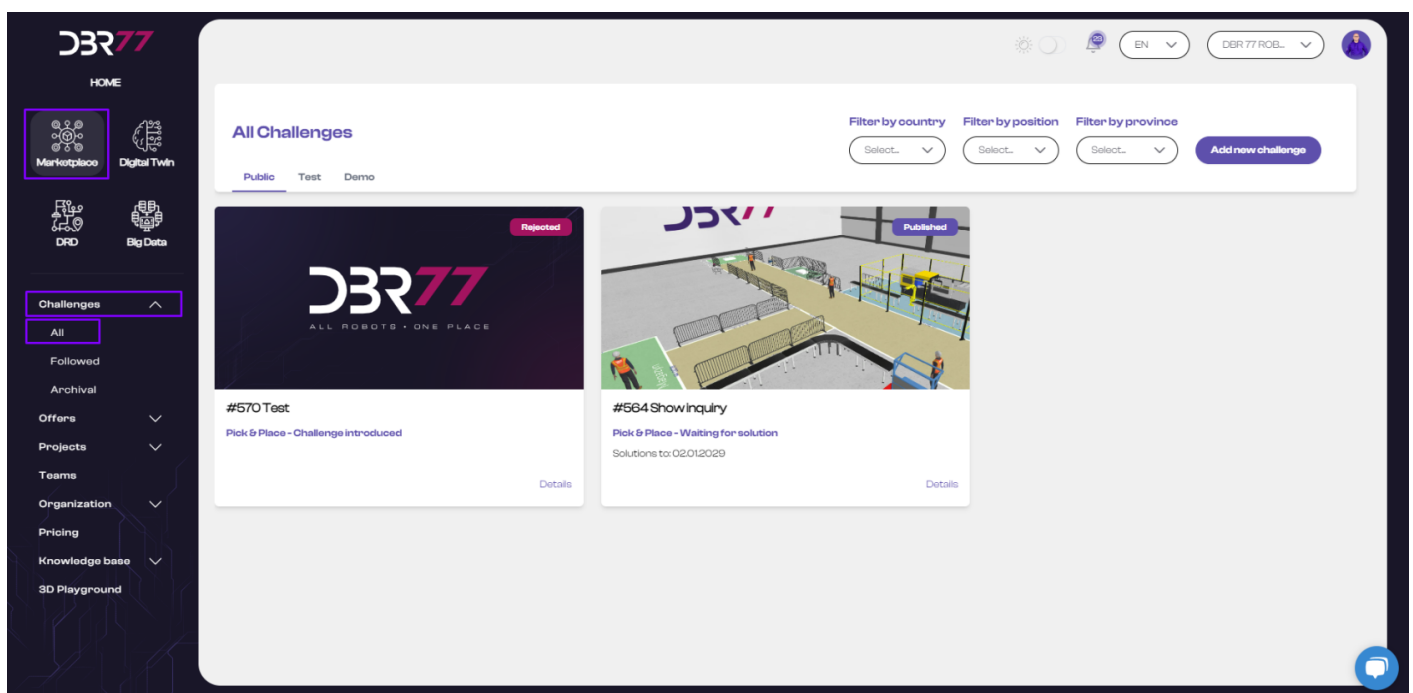 DBR77
HOME
Marketplace
Digital Twin
DRD
Big Data
Challenges
All
Followed
Archival
Offers
Projects
Teams
Organization
Pricing
Knowledge base
3D Playground
29
EN
DBR 77 ROB...
All Challenges
Public
Test
Demo
Filter by country
Select...
Filter by position
Select...
Filter by province
Select...
Add new challenge
Rejected
DBR77
ALL ROBOTS • ONE PLACE
#570 Test
Pick & Place - Challenge introduced
Details
DBR77
Published
#564 Show inquiry
Pick & Place - Waiting for solution
Solutions to: 02.01.2029
Details